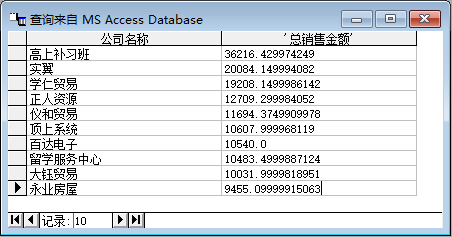 查询来自 MS Access Database
公司名称 '总销售金额'
高上补习班 36216.429974249
实翼 20084.149994082
学仁贸易 19208.1499986142
正人资源 12709.299984052
仪和贸易 11694.3749909978
顶上系统 10607.999968119
百达电子 10540.0
留学服务中心 10483.4999887124
大钰贸易 10031.9999818951
永业房屋 9455.09999915063
记录: 10